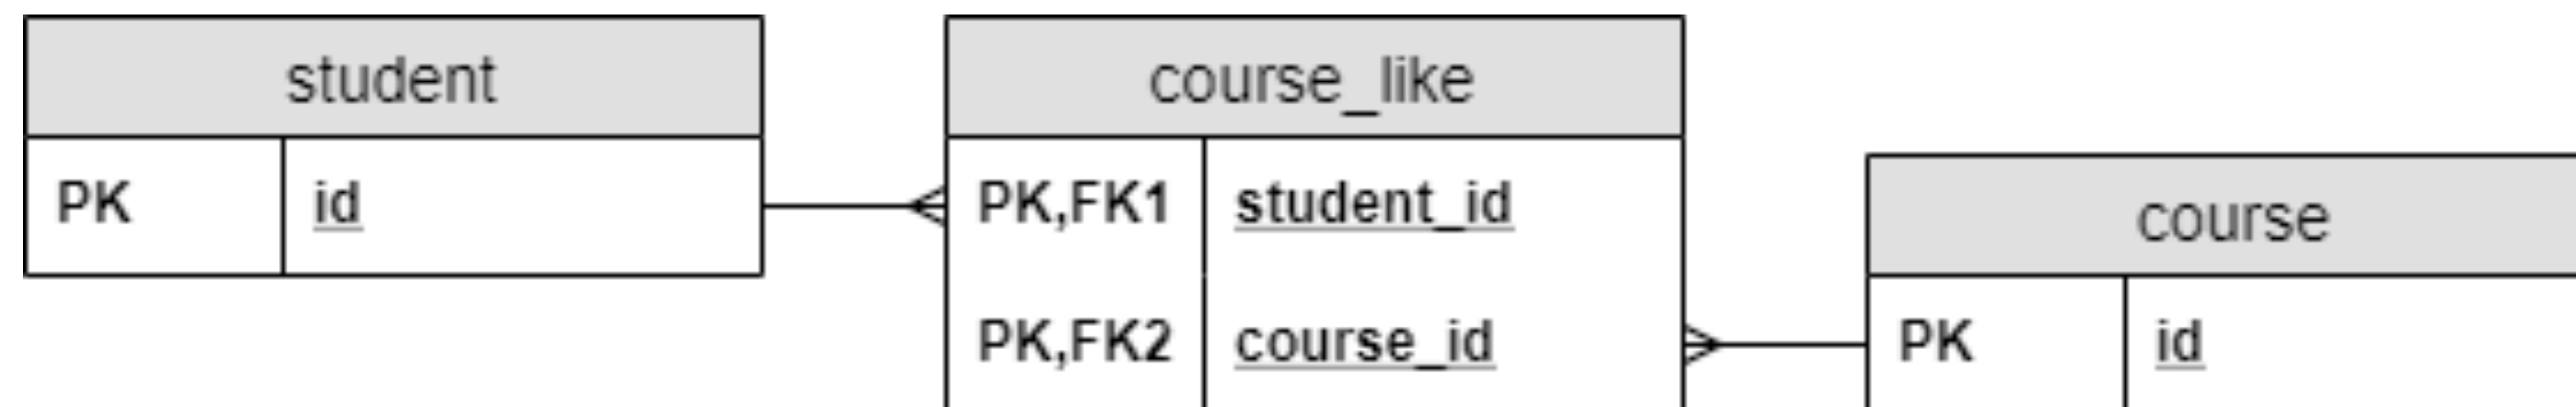 student
PK id
course_like
PK,FK1 student_id
PK,FK2 course_id
course
PK id